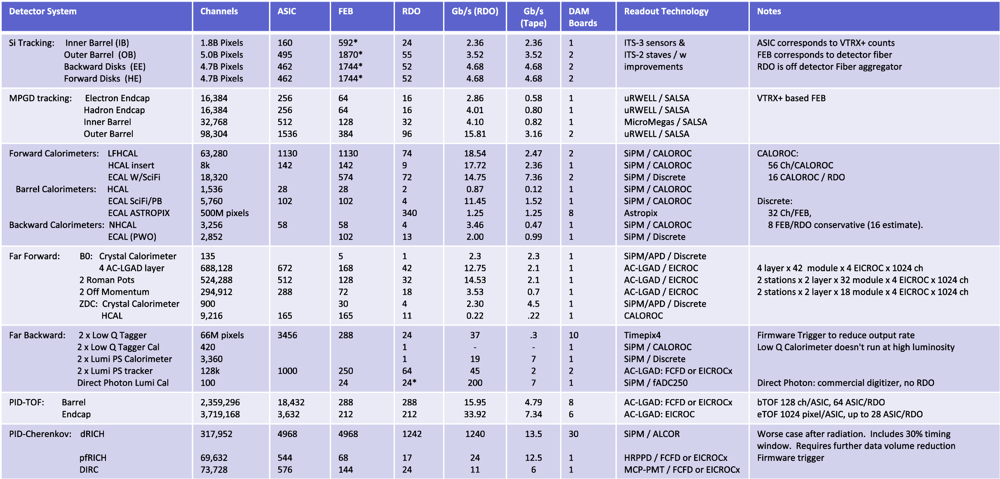 Detector System Channels ASIC FEB RDO Gb/s (RDO) Gb/s (Tape) DAM Boards Readout Technology Notes
Si Tracking: Inner Barrel (IB) 1.8B Pixels 160 592* 24 2.36 2.36 1 ITS-3 sensors & ASIC corresponds to VTRX+ counts
Outer Barrel (OB) 5.0B Pixels 495 1870* 55 3.52 3.52 2 ITS-2 staves / w FEB corresponds to detector fiber
Backward Disks (EE) 4.7B Pixels 462 1744* 52 4.68 4.68 2 improvements RDO is off detector Fiber aggregator
Forward Disks (HE) 4.7B Pixels 462 1744* 52 4.68 4.68 2
MPGD tracking: Electron Endcap 16,384 256 64 16 2.86 0.58 1 uRWELL / SALSA VTRX+ based FEB
Hadron Endcap 16,384 256 64 16 4.01 0.80 1 uRWELL / SALSA
Inner Barrel 32,768 512 128 32 4.10 0.82 1 MicroMegas / SALSA
Outer Barrel 98,304 1536 384 96 15.81 3.16 2 uRWELL / SALSA
Forward Calorimeters: LFHCAL 63,280 1130 1130 74 18.54 2.47 2 SiPM / CALOROC CALOROC:
HCAL insert 8k 142 142 9 17.72 2.36 1 SiPM / CALOROC 56 Ch/CALOROC
ECAL W/SciFi 18,320 574 72 14.75 7.36 2 SiPM / Discrete 16 CALOROC / RDO
Barrel Calorimeters: HCAL 1,536 28 28 2 0.87 0.12 1 SiPM / CALOROC
ECAL SciFi/PB 5,760 102 102 4 11.45 1.52 1 SiPM / CALOROC Discrete:
ECAL ASTROPIX 500M pixels 340 1.25 1.25 8 Astropix 32 Ch/FEB,
Backward Calorimeters: NHCAL 3,256 58 58 4 3.46 0.47 1 SiPM / CALOROC 8 FEB/RDO conservative (16 estimate).
ECAL (PWO) 2,852 102 13 2.00 0.99 1 SiPM / Discrete
Far Forward: B0: Crystal Calorimeter 135 5 1 2.3 2.3 1 SiPM/APD / Discrete
4 AC-LGAD layer 688,128 672 168 42 12.75 2.1 1 AC-LGAD / EICROC 4 layer x 42 module x 4 EICROC x 1024 ch
2 Roman Pots 524,288 512 128 32 14.53 2.1 1 AC-LGAD / EICROC 2 stations x 2 layer x 32 module x 4 EICROC x 1024 ch
2 Off Momentum 294,912 288 72 18 3.53 0.7 1 AC-LGAD / EICROC 2 stations x 2 layer x 18 module x 4 EICROC x 1024 ch
ZDC: Crystal Calorimeter 900 30 4 2.30 4.5 1 SiPM/APD / Discrete
HCAL 9,216 165 165 11 0.22 .22 1 CALOROC
Far Backward: 2 x Low Q Tagger 66M pixels 3456 288 24 37 .3 10 Timepix4 Firmware Trigger to reduce output rate
2 x Low Q Tagger Cal 420 1 - - 1 SiPM / CALOROC Low Q Calorimeter doesn't run at high luminosity
2 x Lumi PS Calorimeter 3,360 1 19 7 1 SiPM / Discrete
2 x Lumi PS tracker 128k 1000 250 64 45 2 2 AC-LGAD: FCFD or EICROCx
Direct Photon Lumi Cal 100 24 24* 200 7 1 SiPM / fADC250 Direct Photon: commercial digitizer, no RDO
PID-TOF: Barrel 2,359,296 18,432 288 288 15.95 4.79 8 AC-LGAD: FCFD or EICROCx bTOF 128 ch/ASIC, 64 ASIC/RDO
Endcap 3,719,168 3,632 212 212 33.92 7.34 6 AC-LGAD: EICROC eTOF 1024 pixel/ASIC, up to 28 ASIC/RDO
PID-Cherenkov: dRICH 317,952 4968 4968 1242 1240 13.5 30 SiPM / ALCOR Worse case after radiation. Includes 30% timing
window. Requires further data volume reduction
pfRICH 69,632 544 68 17 24 12.5 1 HRPPD / FCFD or EICROCx Firmware trigger
DIRC 73,728 576 144 24 11 6 1 MCP-PMT / FCFD or EICROCx